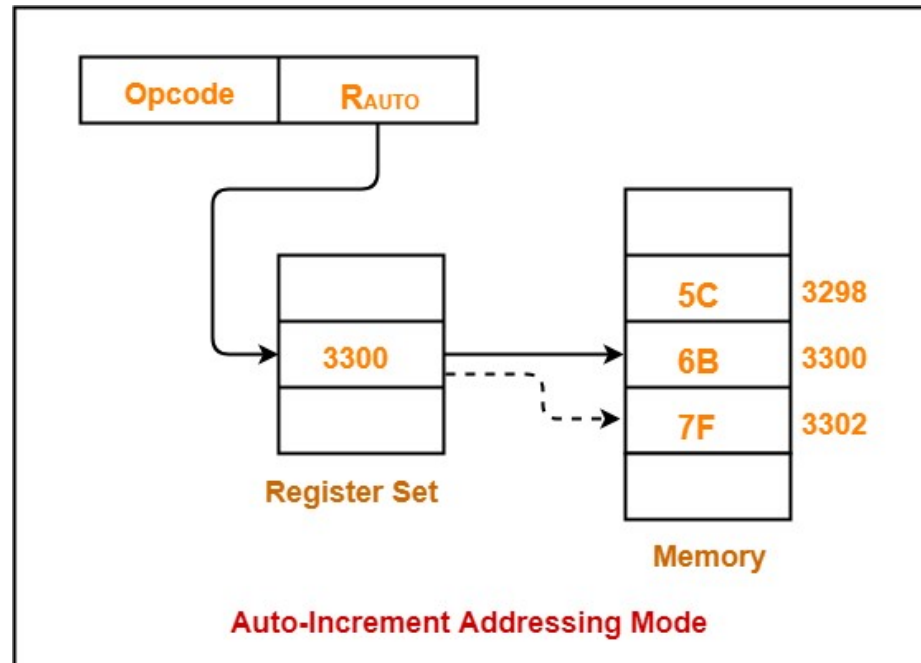 Opcode RAUTO
5C 3298
3300 6B 3300
7F 3302
Register Set
Memory
Auto-Increment Addressing Mode